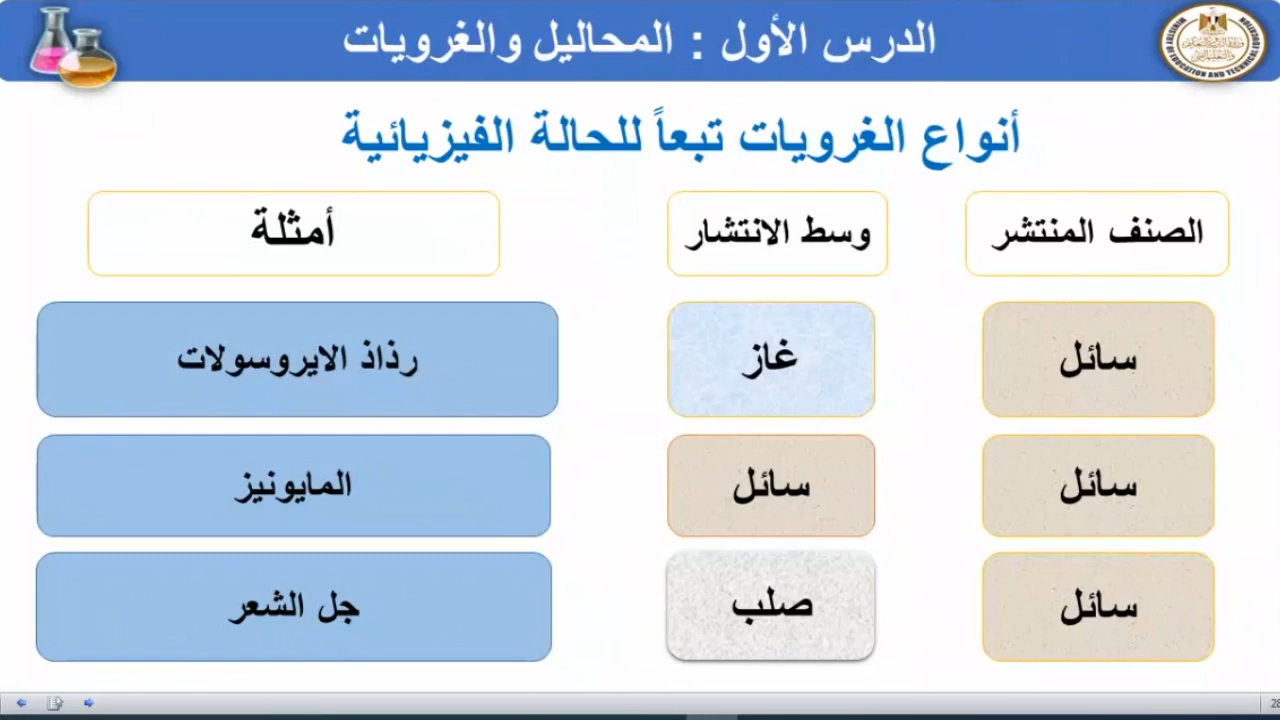 الدرس الأول : المحاليل والغرويات
أنواع الغرويات تبعاً للحالة الفيزيائية
الصنف المنتشر وسط الانتشار أمثلة
سائل غاز رذاذ الايروسولات
سائل سائل المايونيز
سائل صلب جل الشعر